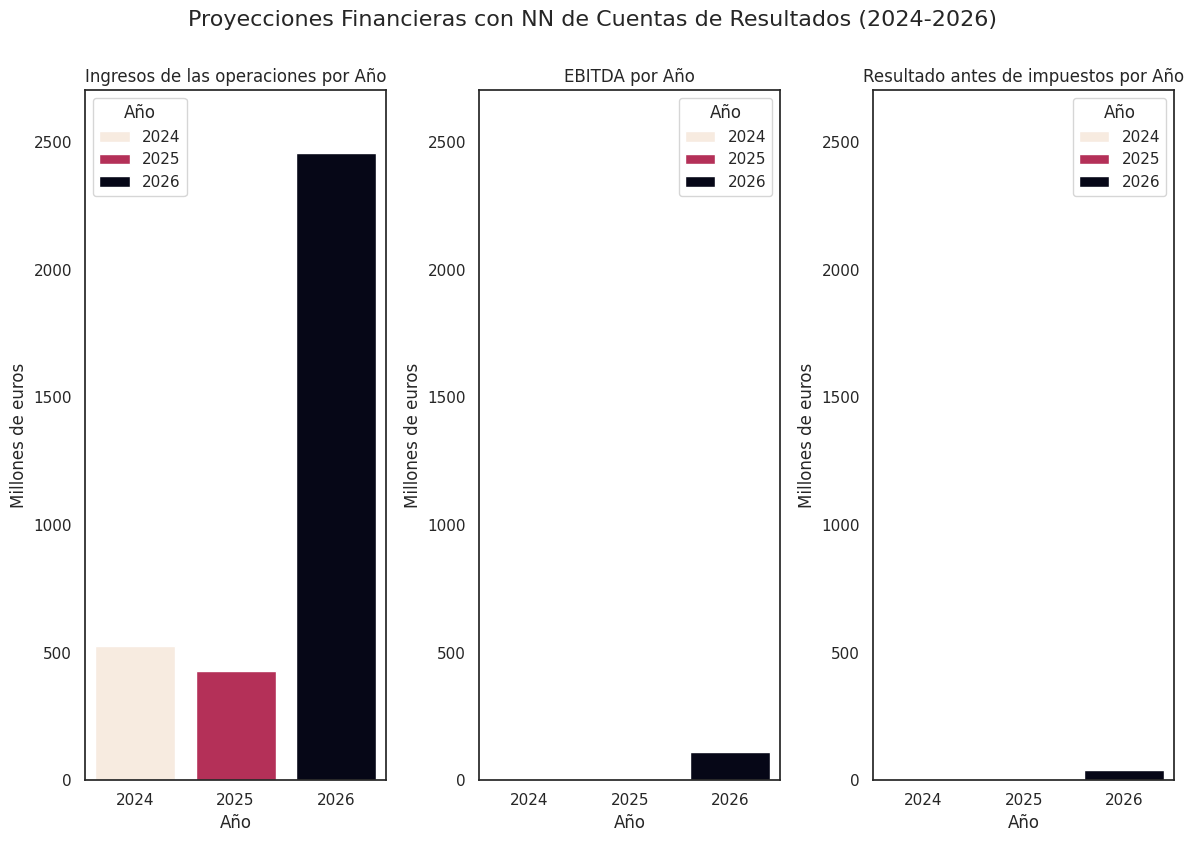 Proyecciones Financieras con NN de Cuentas de Resultados (2024-2026)
Ingresos de las operaciones por Año
Año
2024
2025
2026
2500
2000
1500
1000
500
0
Millones de euros
2024
2025
2026
Año
EBITDA por Año
Año
2024
2025
2026
2500
2000
1500
1000
500
0
Millones de euros
2024
2025
2026
Año
Resultado antes de impuestos por Año
Año
2024
2025
2026
2500
2000
1500
1000
500
0
Millones de euros
2024
2025
2026
Año